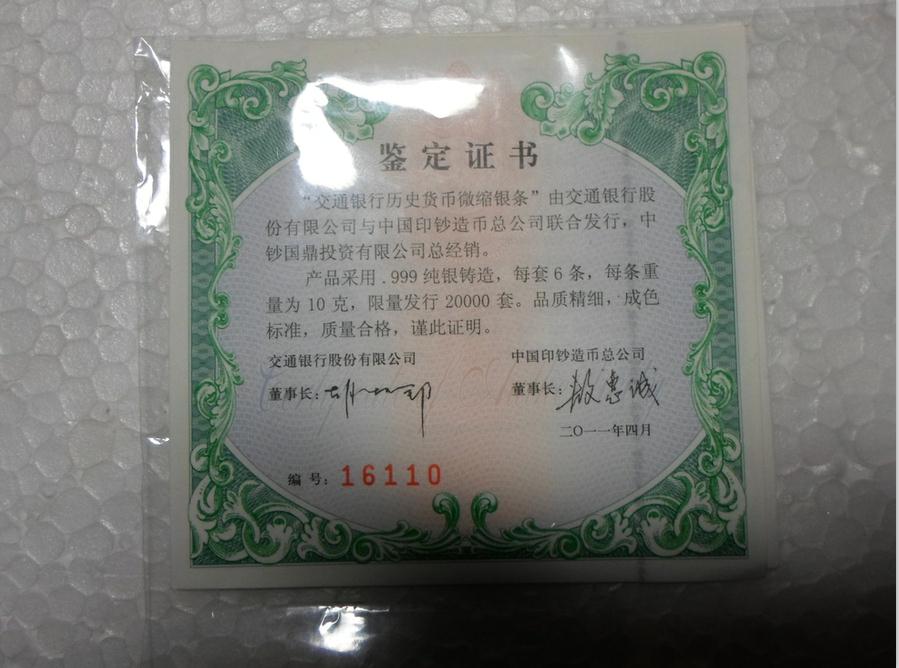 鉴定证书
“交通银行历史货币微缩银条”由交通银行股
份有限公司与中国印钞造币总公司联合发行，中
钞国鼎投资有限公司总经销。
产品采用.999纯银铸造，每套6条，每条重
量为10克，限量发行20000套。品质精细，成色
标准，质量合格，谨此证明。
交通银行股份有限公司
中国印钞造币总公司
董事长：
董事长：
二〇一一年四月
编号：16110